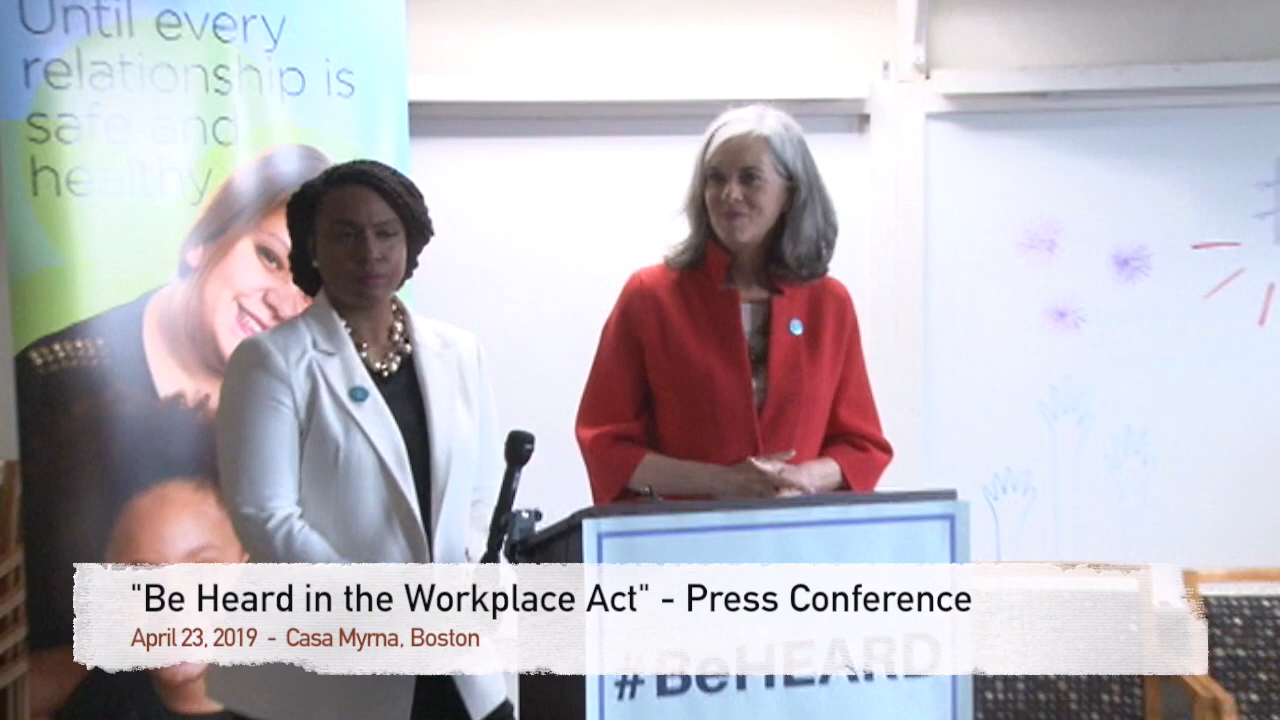 Until every
relationship is
safe and
healthy
"Be Heard in the Workplace Act" - Press Conference
April 23, 2019 - Casa Myrna, Boston
#BeHEARD